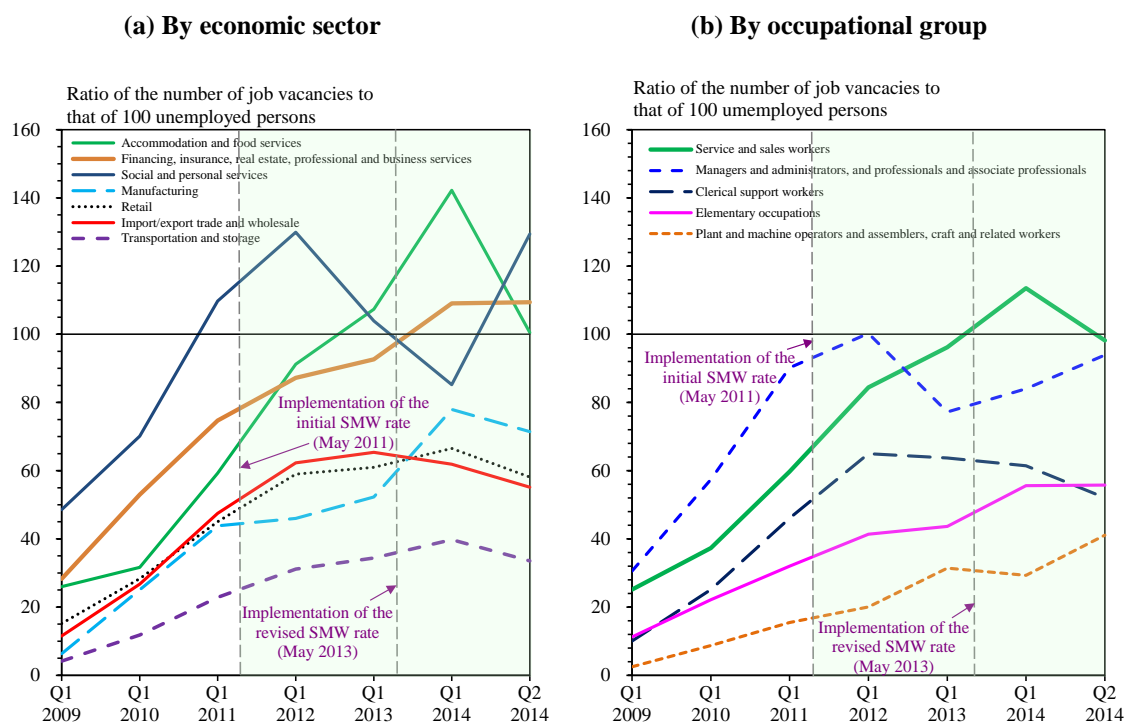 (a) By economic sector
Ratio of the number of job vacancies to
that of 100 unemployed persons
160
140
120
100
80
60
40
20
0
Accommodation and food services
Financing, insurance, real estate, professional and business services
Social and personal services
Manufacturing
Retail
Import/export trade and wholesale
Transportation and storage
Implementation of the
initial SMW rate
(May 2011)
Implementation of the
revised SMW rate
(May 2013)
Q1 Q1 Q1 Q1 Q1 Q1 Q2
2009 2010 2011 2012 2013 2014 2014
(b) By occupational group
Ratio of the number of job vancancies to
that of 100 unemployed persons
160
140
120
100
80
60
40
20
0
Service and sales workers
Managers and administrators, and professionals and associate professionals
Clerical support workers
Elementary occupations
Plant and machine operators and assemblers, craft and related workers
Implementation of the
initial SMW rate
(May 2011)
Implementation of the
revised SMW rate
(May 2013)
Q1 Q1 Q1 Q1 Q1 Q1 Q2
2009 2010 2011 2012 2013 2014 2014